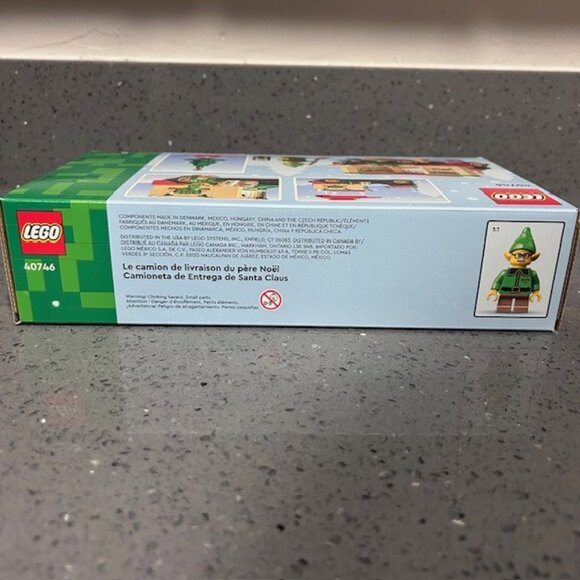 LEGO
40746
COMPONENTS MADE IN DENMARK, MEXICO, HUNGARY, CHINA AND THE CZECH REPUBLIC/ÉLÉMENTS
FABRIQUÉS AU DANEMARK, AU MEXIQUE, EN HONGRIE, EN CHINE ET EN RÉPUBLIQUE TCHÈQUE/
COMPONENTES HECHOS EN DINAMARCA, MÉXICO, HUNGRÍA, CHINA Y REPÚBLICA CHECA.
DISTRIBUTED IN THE USA BY LEGO SYSTEMS, INC., ENFIELD, CT 06083. DISTRIBUTED IN CANADA BY/
DISTRIBUÉ AU CANADA PAR LEGO CANADA INC., MARKHAM, ONTARIO L3R 5H8. IMPORTADO POR:
LEGO MÉXICO S.A. DE C.V., PASEO ALEXANDER VON HUMBOLDT 43 A, TORRE II PB COL. LOMAS
VERDES 3ª SECCIÓN, C.P. 53125 NAUCALPAN DE JUÁREZ, ESTADO DE MÉXICO, MÉXICO.
Le camion de livraison du père Noël
Camioneta de Entrega de Santa Claus
Warning! Choking hazard. Small parts.
Attention ! Danger d'étouffement. Petits éléments.
¡Advertencia! Peligro de atragantamiento. Partes pequeñas.
40746
LEGO
1:1